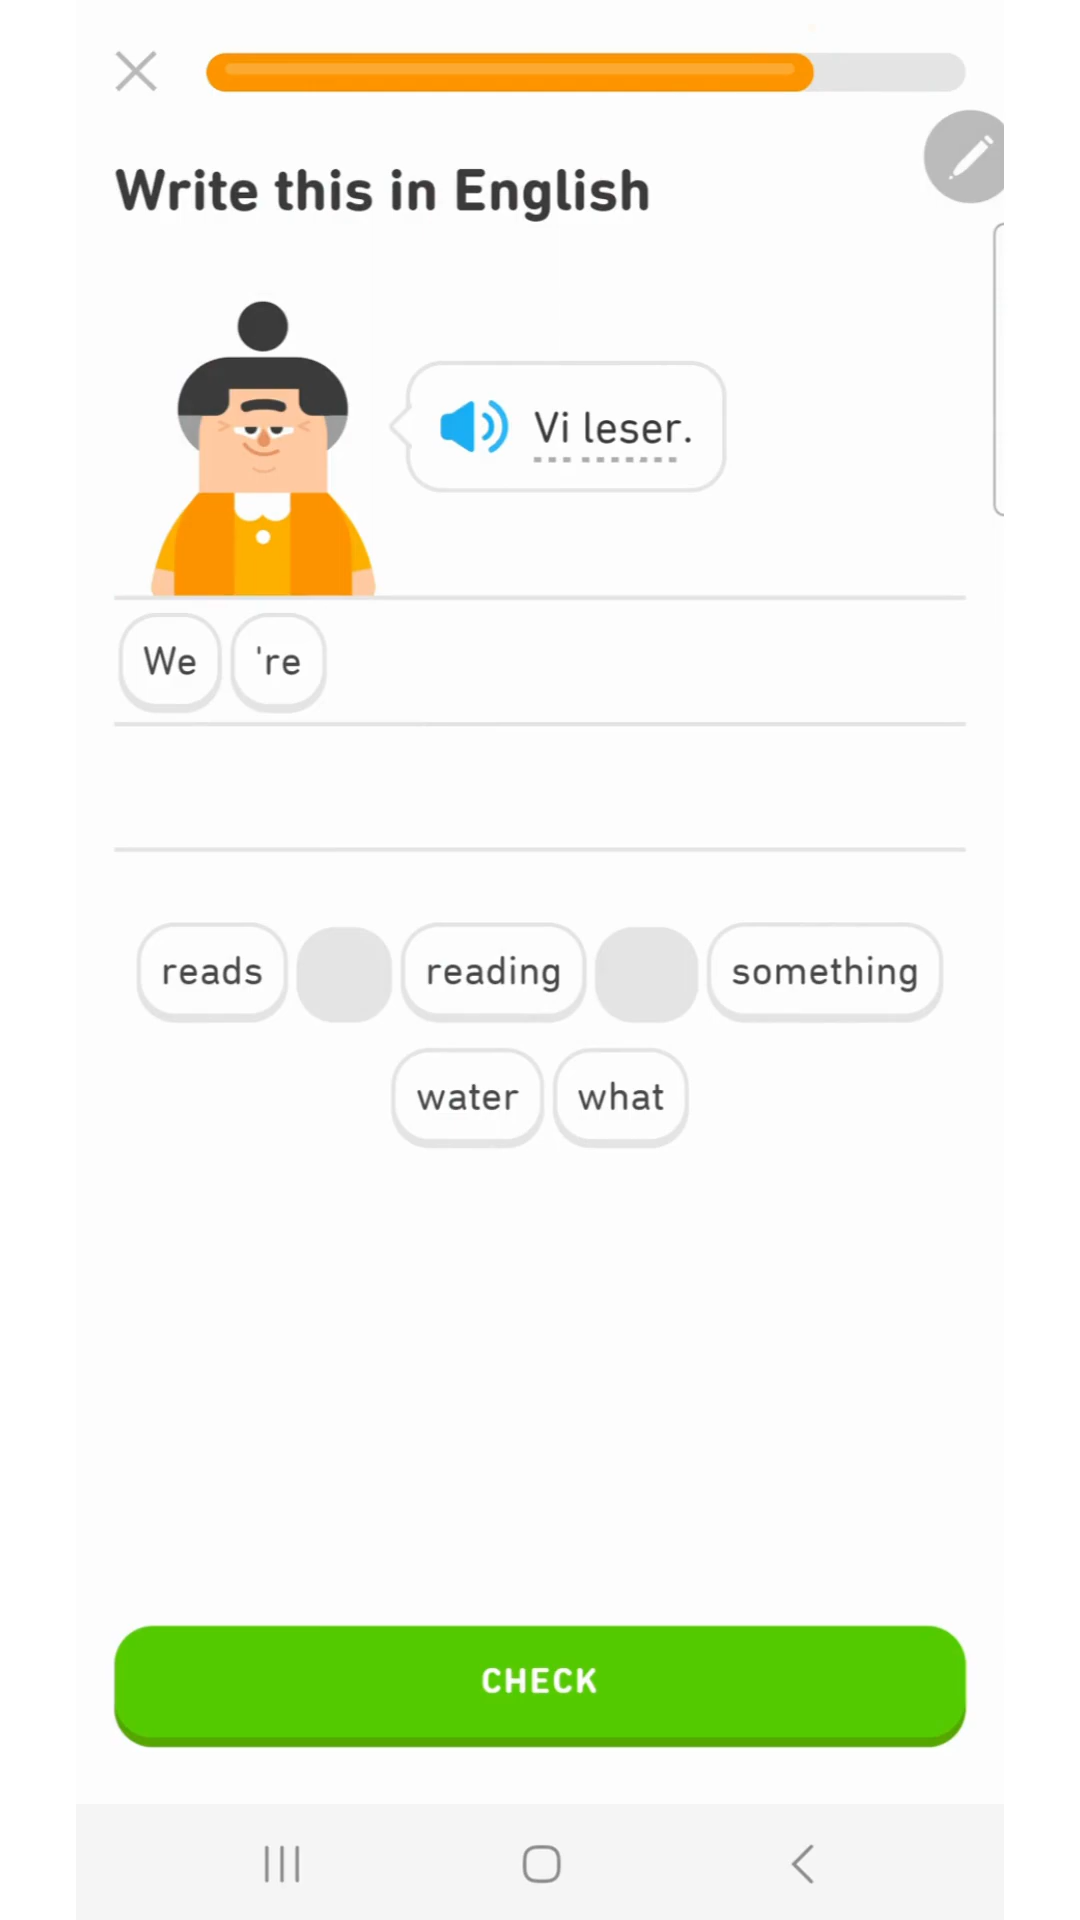 Write this in English
Vi leser.
We 're
reads reading something
water what
CHECK